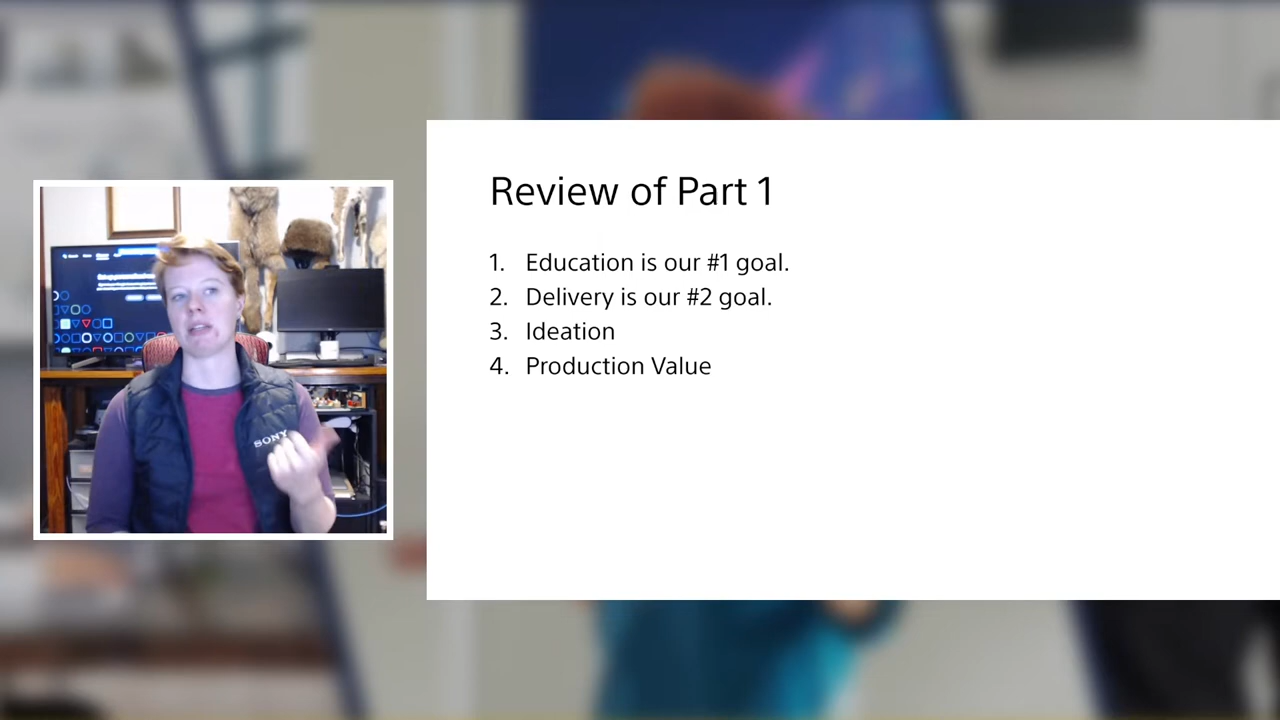 Review of Part 1
1. Education is our #1 goal.
2. Delivery is our #2 goal.
3. Ideation
4. Production Value
SONY